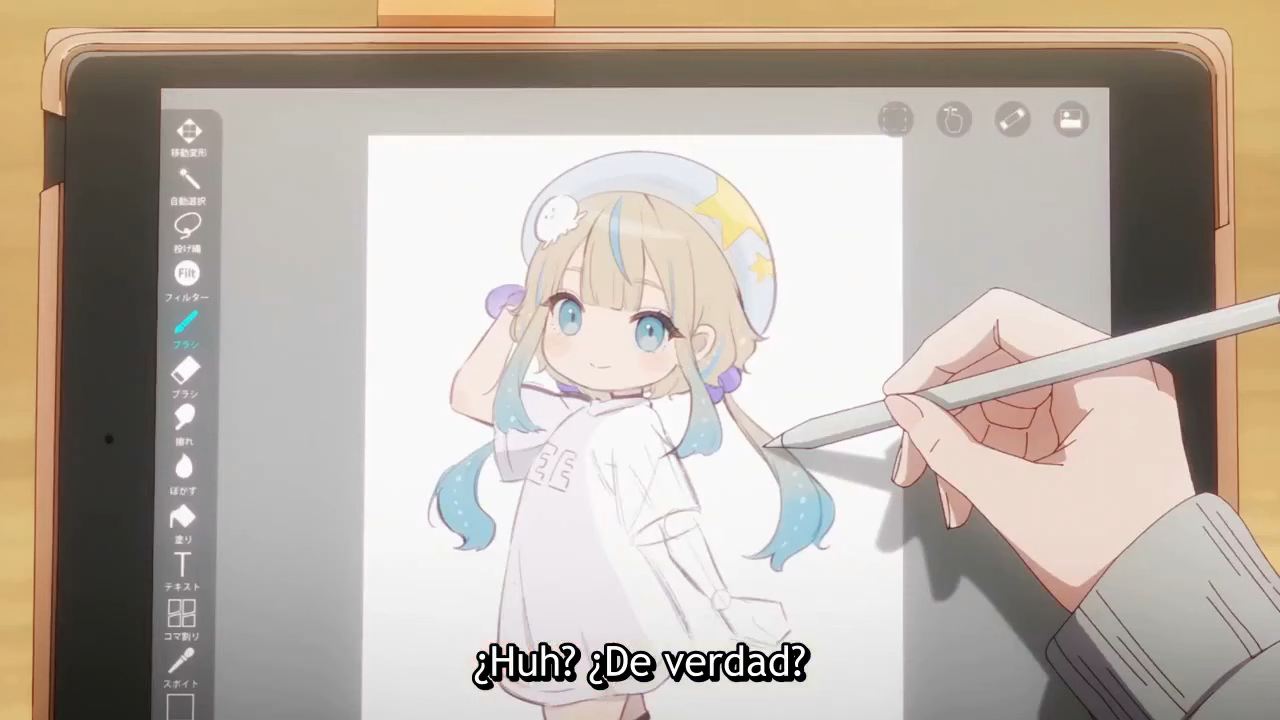 移動変形
自動選択
投げ縄
Filt
フィルター
ブラシ
ブラシ
擦れ
ぼかす
塗り
テキスト
コマ割り
スポイト
¿Huh? ¿De verdad?